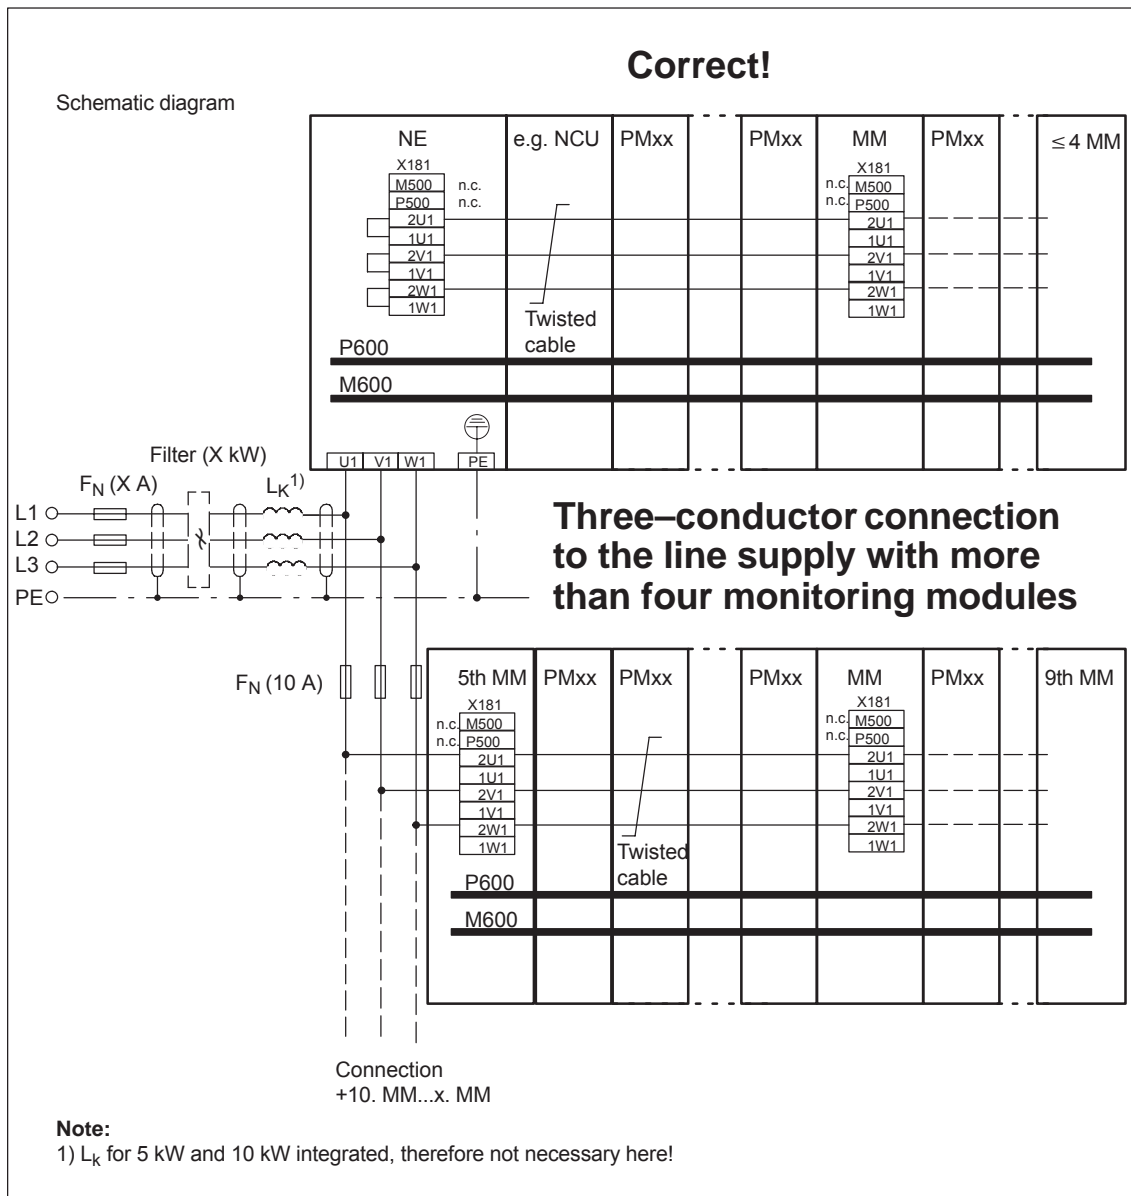 Correct!
Schematic diagram
NE e.g. NCU PMxx PMxx MM PMxx ≤ 4 MM
X181 X181
M500 n.c. n.c. M500
P500 n.c. n.c. P500
2U1 2U1
1U1 1U1
2V1 2V1
1V1 1V1
2W1 2W1
1W1 1W1
Twisted
cable
P600
M600
Filter (X kW)
U1 V1 W1 PE
FN (X A) LK1)
L1
L2
L3
PE
Three–conductor connection
to the line supply with more
than four monitoring modules
FN (10 A)
5th MM PMxx PMxx PMxx MM PMxx 9th MM
X181 X181
n.c. M500 n.c. M500
n.c. P500 n.c. P500
2U1 2U1
1U1 1U1
2V1 2V1
1V1 1V1
2W1 2W1
1W1 1W1
Twisted
cable
P600
M600
Connection
+10. MM...x. MM
Note:
1) Lk for 5 kW and 10 kW integrated, therefore not necessary here!